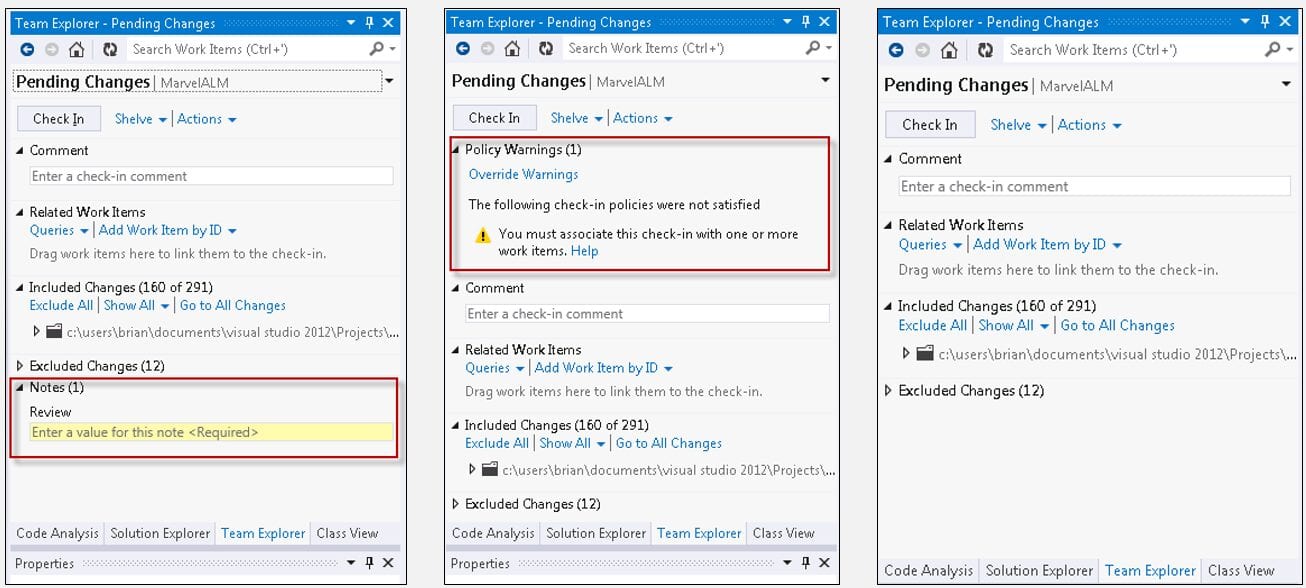 Team Explorer - Pending Changes
Search Work Items (Ctrl+')
Pending Changes | MarvelALM
Check In Shelve Actions
Comment
Enter a check-in comment
Related Work Items
Queries Add Work Item by ID
Drag work items here to link them to the check-in.
Included Changes (160 of 291)
Exclude All Show All Go to All Changes
c:\users\brian\documents\visual studio 2012\Projects\...
Excluded Changes (12)
Notes (1)
Review
Enter a value for this note <Required>
Code Analysis Solution Explorer Team Explorer Class View
Properties
Team Explorer - Pending Changes
Search Work Items (Ctrl+')
Pending Changes | MarvelALM
Check In Shelve Actions
Policy Warnings (1)
Override Warnings
The following check-in policies were not satisfied
You must associate this check-in with one or more
work items. Help
Comment
Enter a check-in comment
Related Work Items
Queries Add Work Item by ID
Drag work items here to link them to the check-in.
Included Changes (160 of 291)
Exclude All Show All Go to All Changes
c:\users\brian\documents\visual studio 2012\Projects\...
Excluded Changes (12)
Code Analysis Solution Explorer Team Explorer Class View
Properties
Team Explorer - Pending Changes
Search Work Items (Ctrl+')
Pending Changes | MarvelALM
Check In Shelve Actions
Comment
Enter a check-in comment
Related Work Items
Queries Add Work Item by ID
Drag work items here to link them to the check-in.
Included Changes (160 of 291)
Exclude All Show All Go to All Changes
c:\users\brian\documents\visual studio 2012\Projects\...
Excluded Changes (12)
Code Analysis Solution Explorer Team Explorer Class View